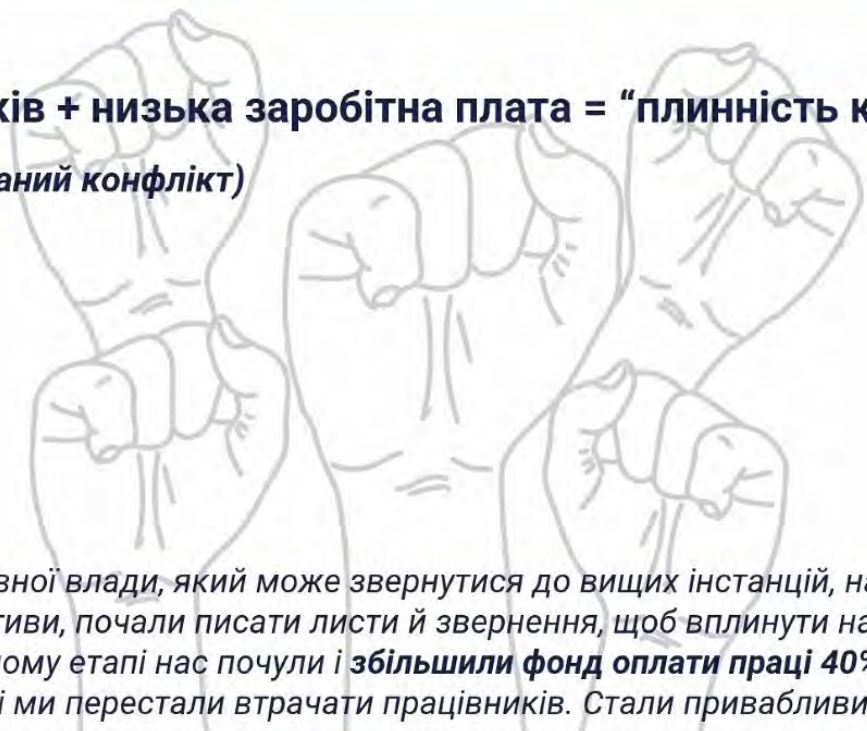 ків + низька заробітна плата = “плинність к
аний конфлікт)
вної влади, який може звернутися до вищих інстанцій, на
тиви, почали писати листи й звернення, щоб вплинути на
ому етапі нас почули і збільшили фонд оплати праці 40%
і ми перестали втрачати працівників. Стали привабливи